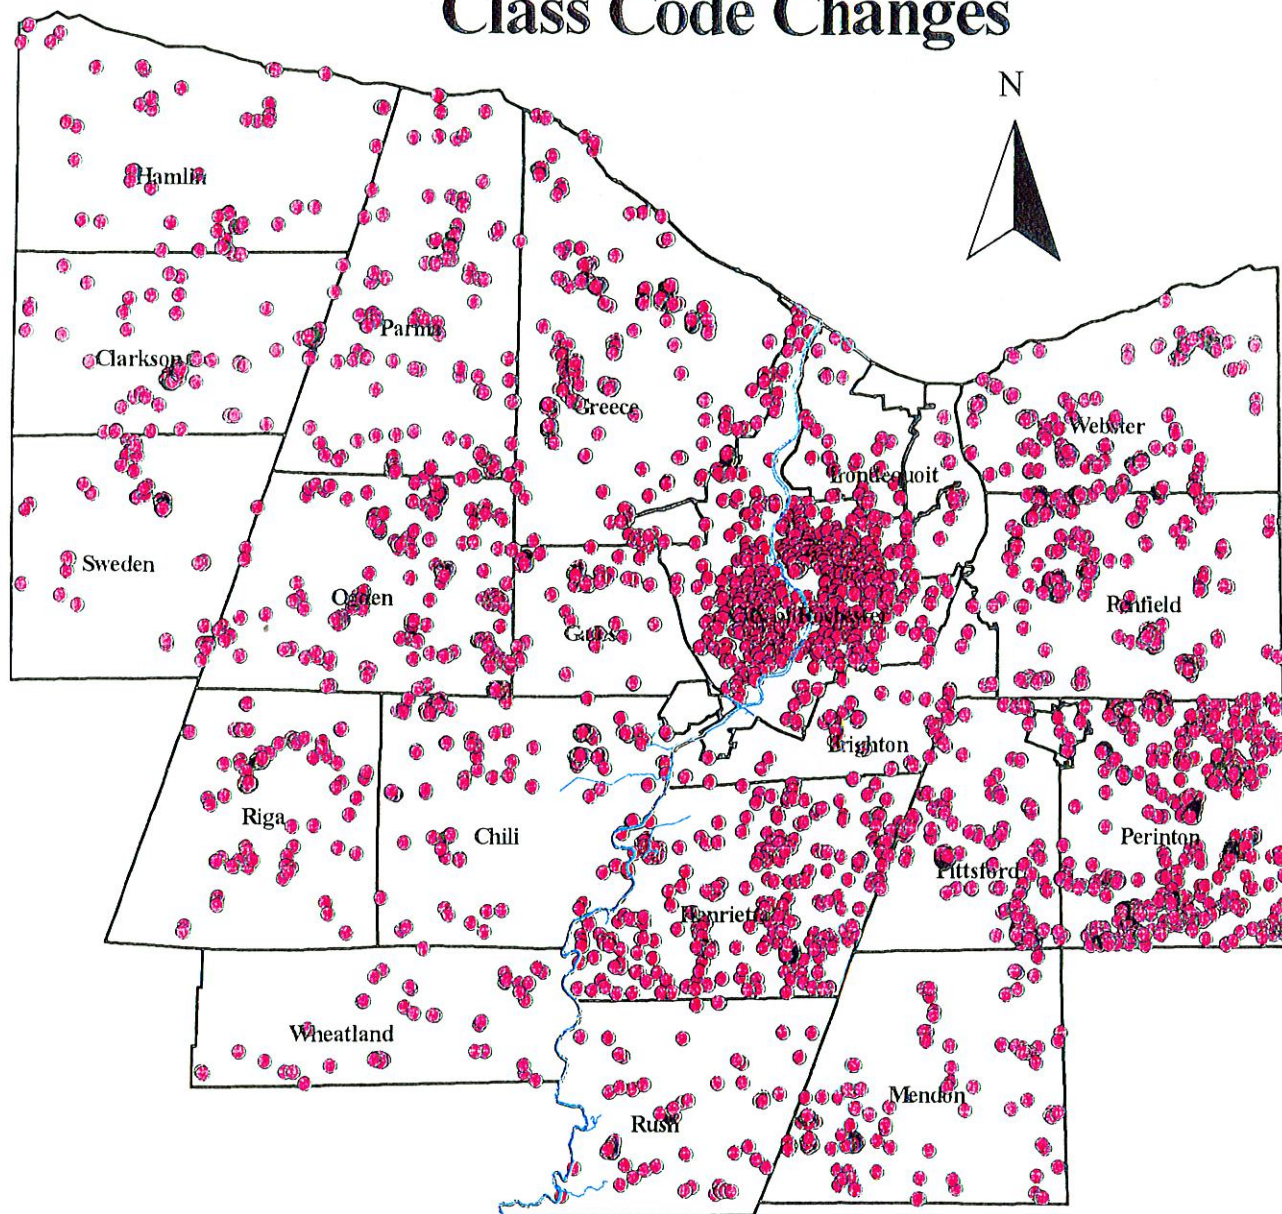 Class Code Changes
N
Hamlin
Parma
Clarkson
Greece
Webster
Irondequoit
Sweden
Ogden
Penfield
Gates
City of Rochester
Brighton
Riga
Chili
Perinton
Pittsford
Henrietta
Wheatland
Mendon
Rush